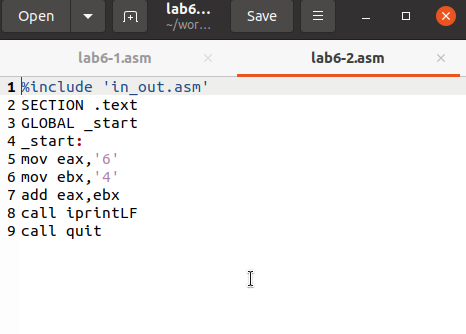 Open lab6... Save
~/wor...
lab6-1.asm lab6-2.asm
1 %include 'in_out.asm'
2 SECTION .text
3 GLOBAL _start
4 _start:
5 mov eax,'6'
6 mov ebx,'4'
7 add eax,ebx
8 call iprintLF
9 call quit